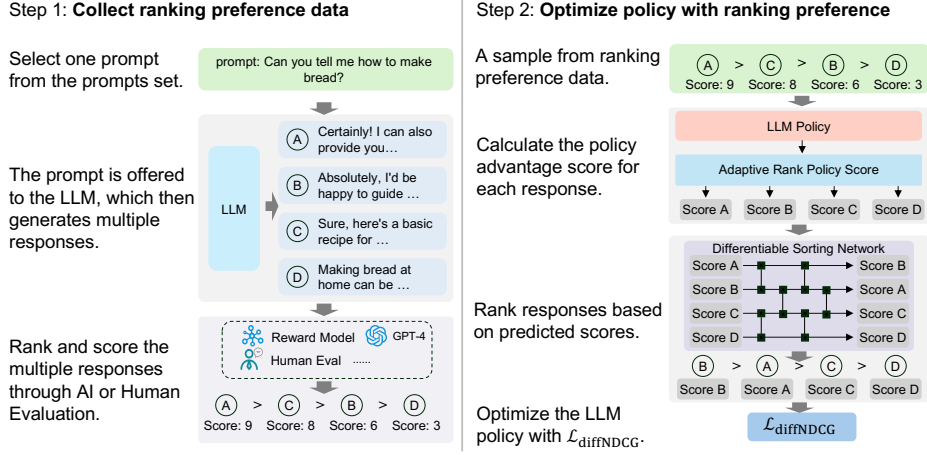 Step 1: Collect ranking preference data
Select one prompt
from the prompts set.
prompt: Can you tell me how to make
bread?
The prompt is offered
to the LLM, which then
generates multiple
responses.
LLM
A Certainly! I can also
provide you…
B Absolutely, I'd be
happy to guide …
C Sure, here's a basic
recipe for …
D Making bread at
home can be …
Rank and score the
multiple responses
through AI or Human
Evaluation.
Reward Model GPT-4
Human Eval ......
A > C > B > D
Score: 9 Score: 8 Score: 6 Score: 3
Step 2: Optimize policy with ranking preference
A sample from ranking
preference data.
A > C > B > D
Score: 9 Score: 8 Score: 6 Score: 3
Calculate the policy
advantage score for
each response.
LLM Policy
Adaptive Rank Policy Score
Score A Score B Score C Score D
Rank responses based
on predicted scores.
Differentiable Sorting Network
Score A Score B
Score B Score A
Score C Score C
Score D Score D
B > A > C > D
Score B Score A Score C Score D
Optimize the LLM
policy with ℒdiffNDCG.
ℒdiffNDCG